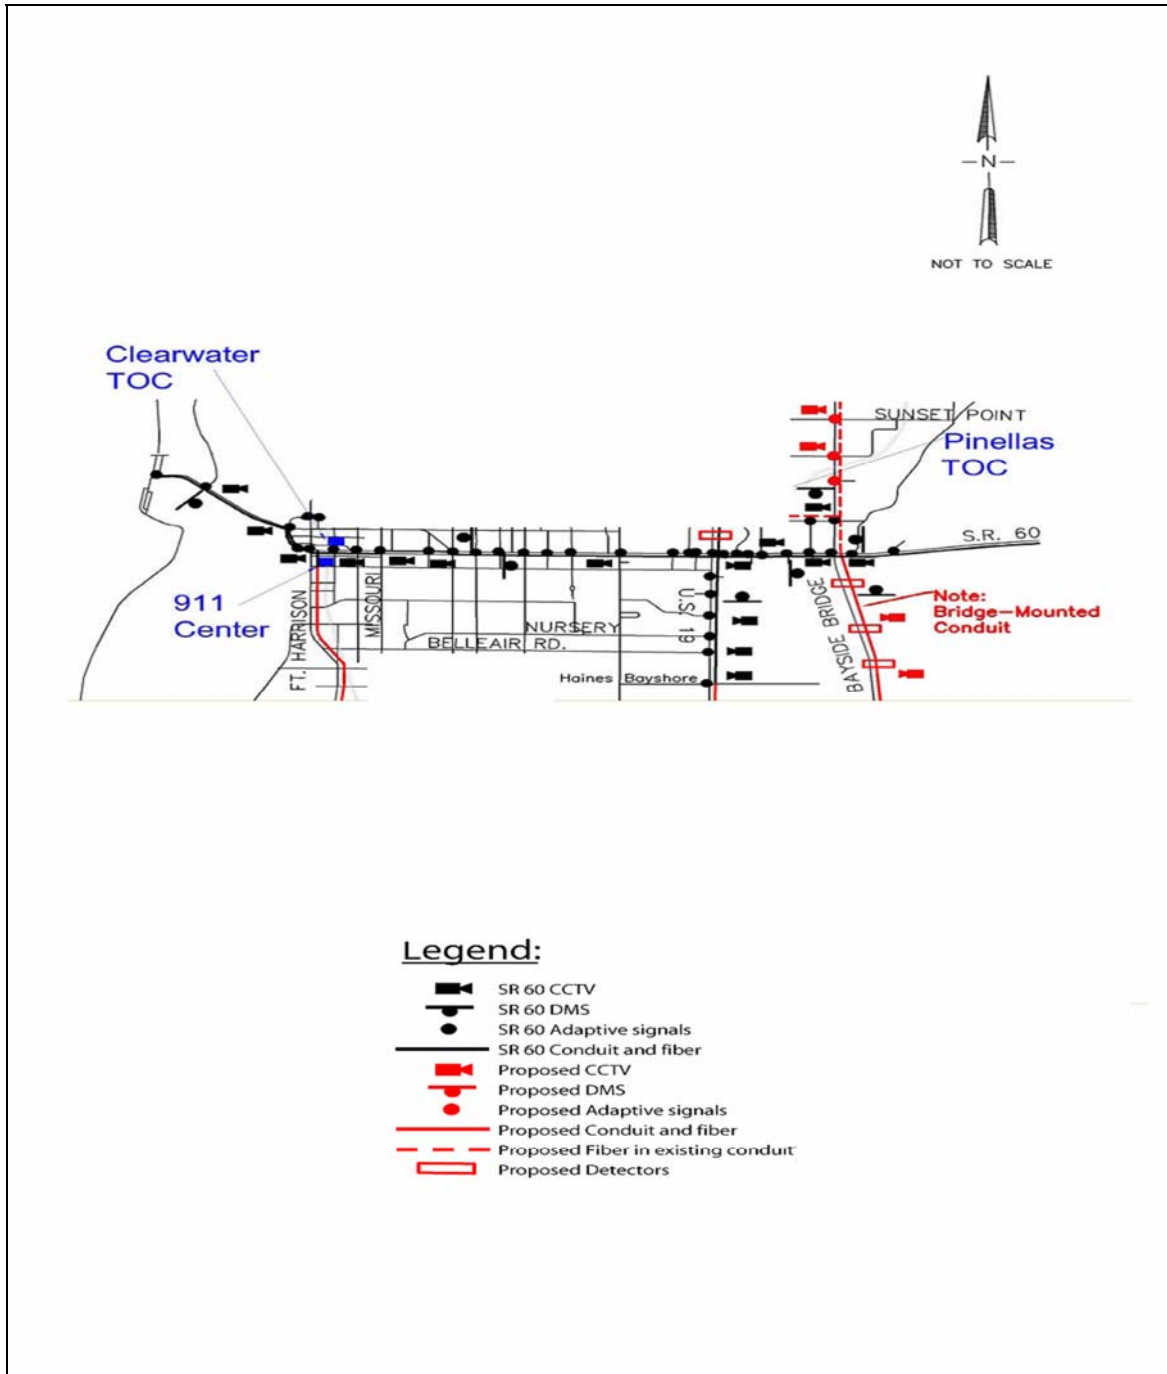 N
NOT TO SCALE
Clearwater
TOC
SUNSET POINT
Pinellas
TOC
S.R. 60
911
Center
FT. HARRISON
MISSOURI
NURSERY
BELLEAIR RD.
U.S. 19
Haines Bayshore
BAYSIDE BRIDGE
Note:
Bridge-Mounted
Conduit
Legend:
SR 60 CCTV
SR 60 DMS
SR 60 Adaptive signals
SR 60 Conduit and fiber
Proposed CCTV
Proposed DMS
Proposed Adaptive signals
Proposed Conduit and fiber
Proposed Fiber in existing conduit
Proposed Detectors